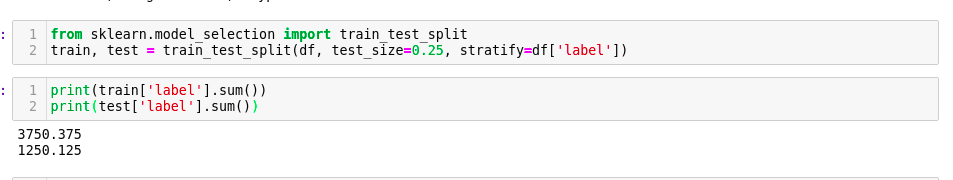 : 1 from sklearn.model_selection import train_test_split
2 train, test = train_test_split(df, test_size=0.25, stratify=df['label'])
: 1 print(train['label'].sum())
2 print(test['label'].sum())
3750.375
1250.125